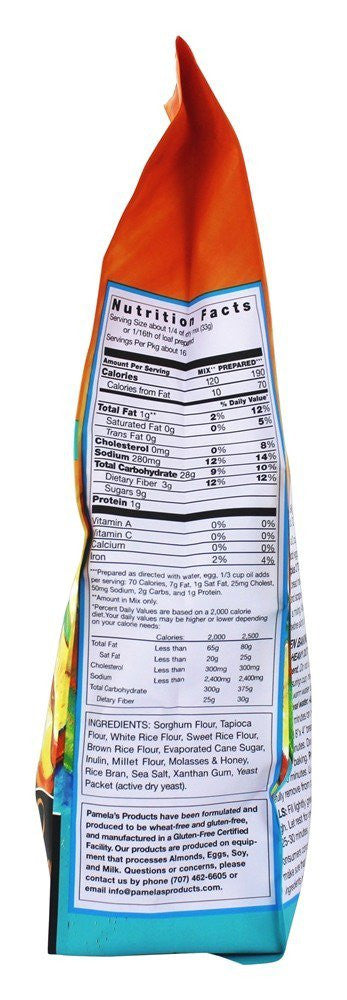 Nutrition Facts
Serving Size about 1/4 of dry mix (33g)
or 1/16th of loaf prepared
Servings Per Pkg about 16
Amount Per Serving MIX** PREPARED***
Calories 120 190
Calories from Fat 10 70
% Daily Value*
Total Fat 1g** 2% 12%
Saturated Fat 0g 0% 5%
Trans Fat 0g
Cholesterol 0mg 0% 8%
Sodium 280mg 12% 14%
Total Carbohydrate 28g 9% 10%
Dietary Fiber 3g 12% 12%
Sugars 9g
Protein 1g
Vitamin A 0% 0%
Vitamin C 0% 0%
Calcium 0% 0%
Iron 2% 4%
***Prepared as directed with water, egg, 1/3 cup oil adds
per serving: 70 Calories, 7g Fat, 1g Sat Fat, 25mg Cholest,
50mg Sodium, 2g Carbs, and 1g Protein.
**Amount in Mix only.
*Percent Daily Values are based on a 2,000 calorie
diet. Your daily values may be higher or lower depending
on your calorie needs:
Calories: 2,000 2,500
Total Fat Less than 65g 80g
Sat Fat Less than 20g 25g
Cholesterol Less than 300mg 300mg
Sodium Less than 2,400mg 2,400mg
Total Carbohydrate 300g 375g
Dietary Fiber 25g 30g
INGREDIENTS: Sorghum Flour, Tapioca
Flour, White Rice Flour, Sweet Rice Flour,
Brown Rice Flour, Evaporated Cane Sugar,
Inulin, Millet Flour, Molasses & Honey,
Rice Bran, Sea Salt, Xanthan Gum, Yeast
Packet (active dry yeast).
Pamela's Products have been formulated and
produced to be wheat-free and gluten-free,
and manufactured in a Gluten-Free Certified
Facility. Our products are produced on equip-
ment that processes Almonds, Eggs, Soy,
and Milk. Questions or concerns, please
contact us by phone (707) 462-6605 or
email info@pamelasproducts.com.